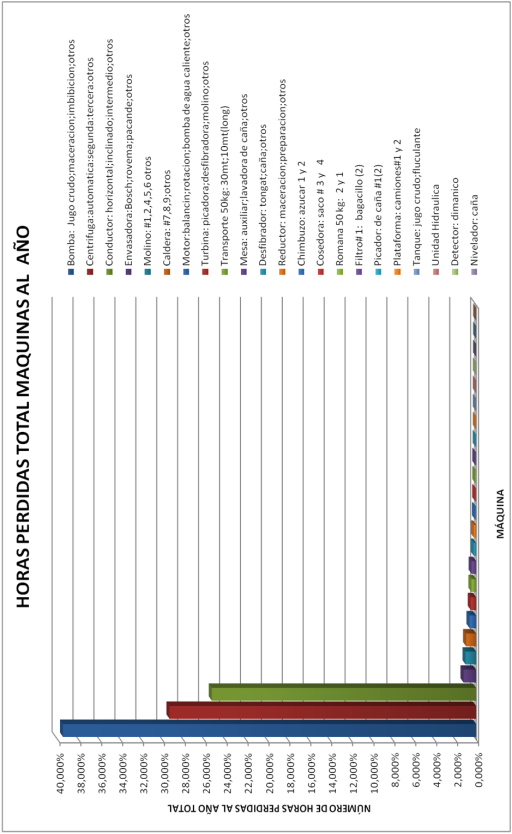 HORAS PERDIDAS TOTAL MAQUINAS AL AÑO
NÚMERO DE HORAS PERDIDAS AL AÑO TOTAL
40,000%
38,000%
36,000%
34,000%
32,000%
30,000%
28,000%
26,000%
24,000%
22,000%
20,000%
18,000%
16,000%
14,000%
12,000%
10,000%
8,000%
6,000%
4,000%
2,000%
0,000%
MÁQUINA
Bomba: Jugo crudo;maceracion;imbibicion;otros
Centrifuga:automatica:segunda:tercera:otros
Conductor: horizontal;inclinado;intermedio;otros
Envasadora:Bosch;rovema;pacande;otros
Molino: #1,2,4,5,6 otros
Caldera: #7,8,9;otros
Motor:balancin;rotacion;bomba de agua caliente;otros
Turbina: picadora;desfibradora;molino;otros
Transporte 50kg: 30mt;10mt(long)
Mesa: auxiliar;lavadora de caña;otros
Desfibrador: tongat;caña;otros
Reductor: maceracion;preparacion;otros
Chimbuzo: azucar 1 y 2
Cosedora: saco # 3 y 4
Romana 50 kg: 2 y 1
Filtro# 1: bagacillo (2)
Picador: de caña #1(2)
Plataforma: camiones#1 y 2
Tanque: jugo crudo;fluculante
Unidad Hidraulica
Detector: dimanico
Nivelador: caña